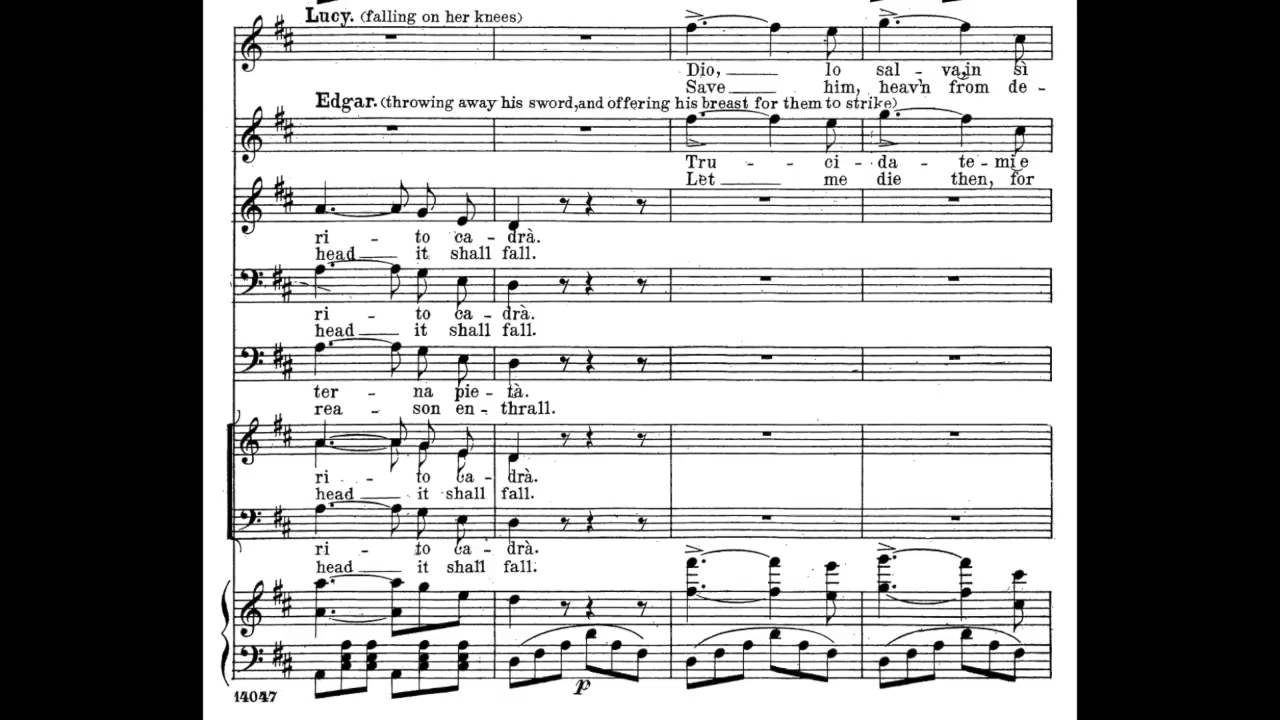 Lucy. (falling on her knees)
Dio, lo sal - va, in sì
Save him, heav'n from de -
Edgar. (throwing away his sword, and offering his breast for them to strike)
Tru - - ci - da - te - mi e
Let me die then, for
ri - to ca - drà.
head it shall fall.
ri - to ca - drà.
head it shall fall.
ter - na pie - tà.
rea - son en - thrall.
ri - to ca - drà.
head it shall fall.
ri - to ca - drà.
head it shall fall.
p
14047